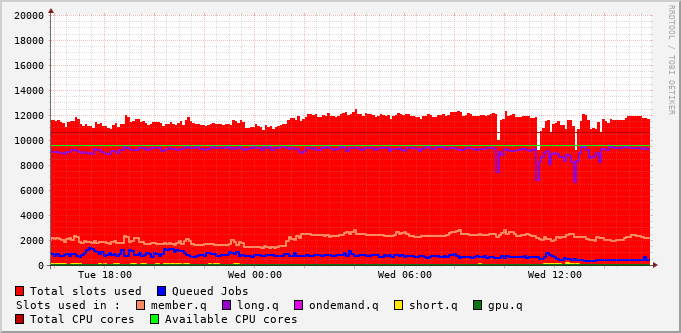 20000
18000
16000
14000
12000
10000
8000
6000
4000
2000
0
Tue 18:00 Wed 00:00 Wed 06:00 Wed 12:00
RRDTOOL / TOBI OETIKER
Total slots used Queued Jobs
Slots used in : member.q long.q ondemand.q short.q gpu.q
Total CPU cores Available CPU cores